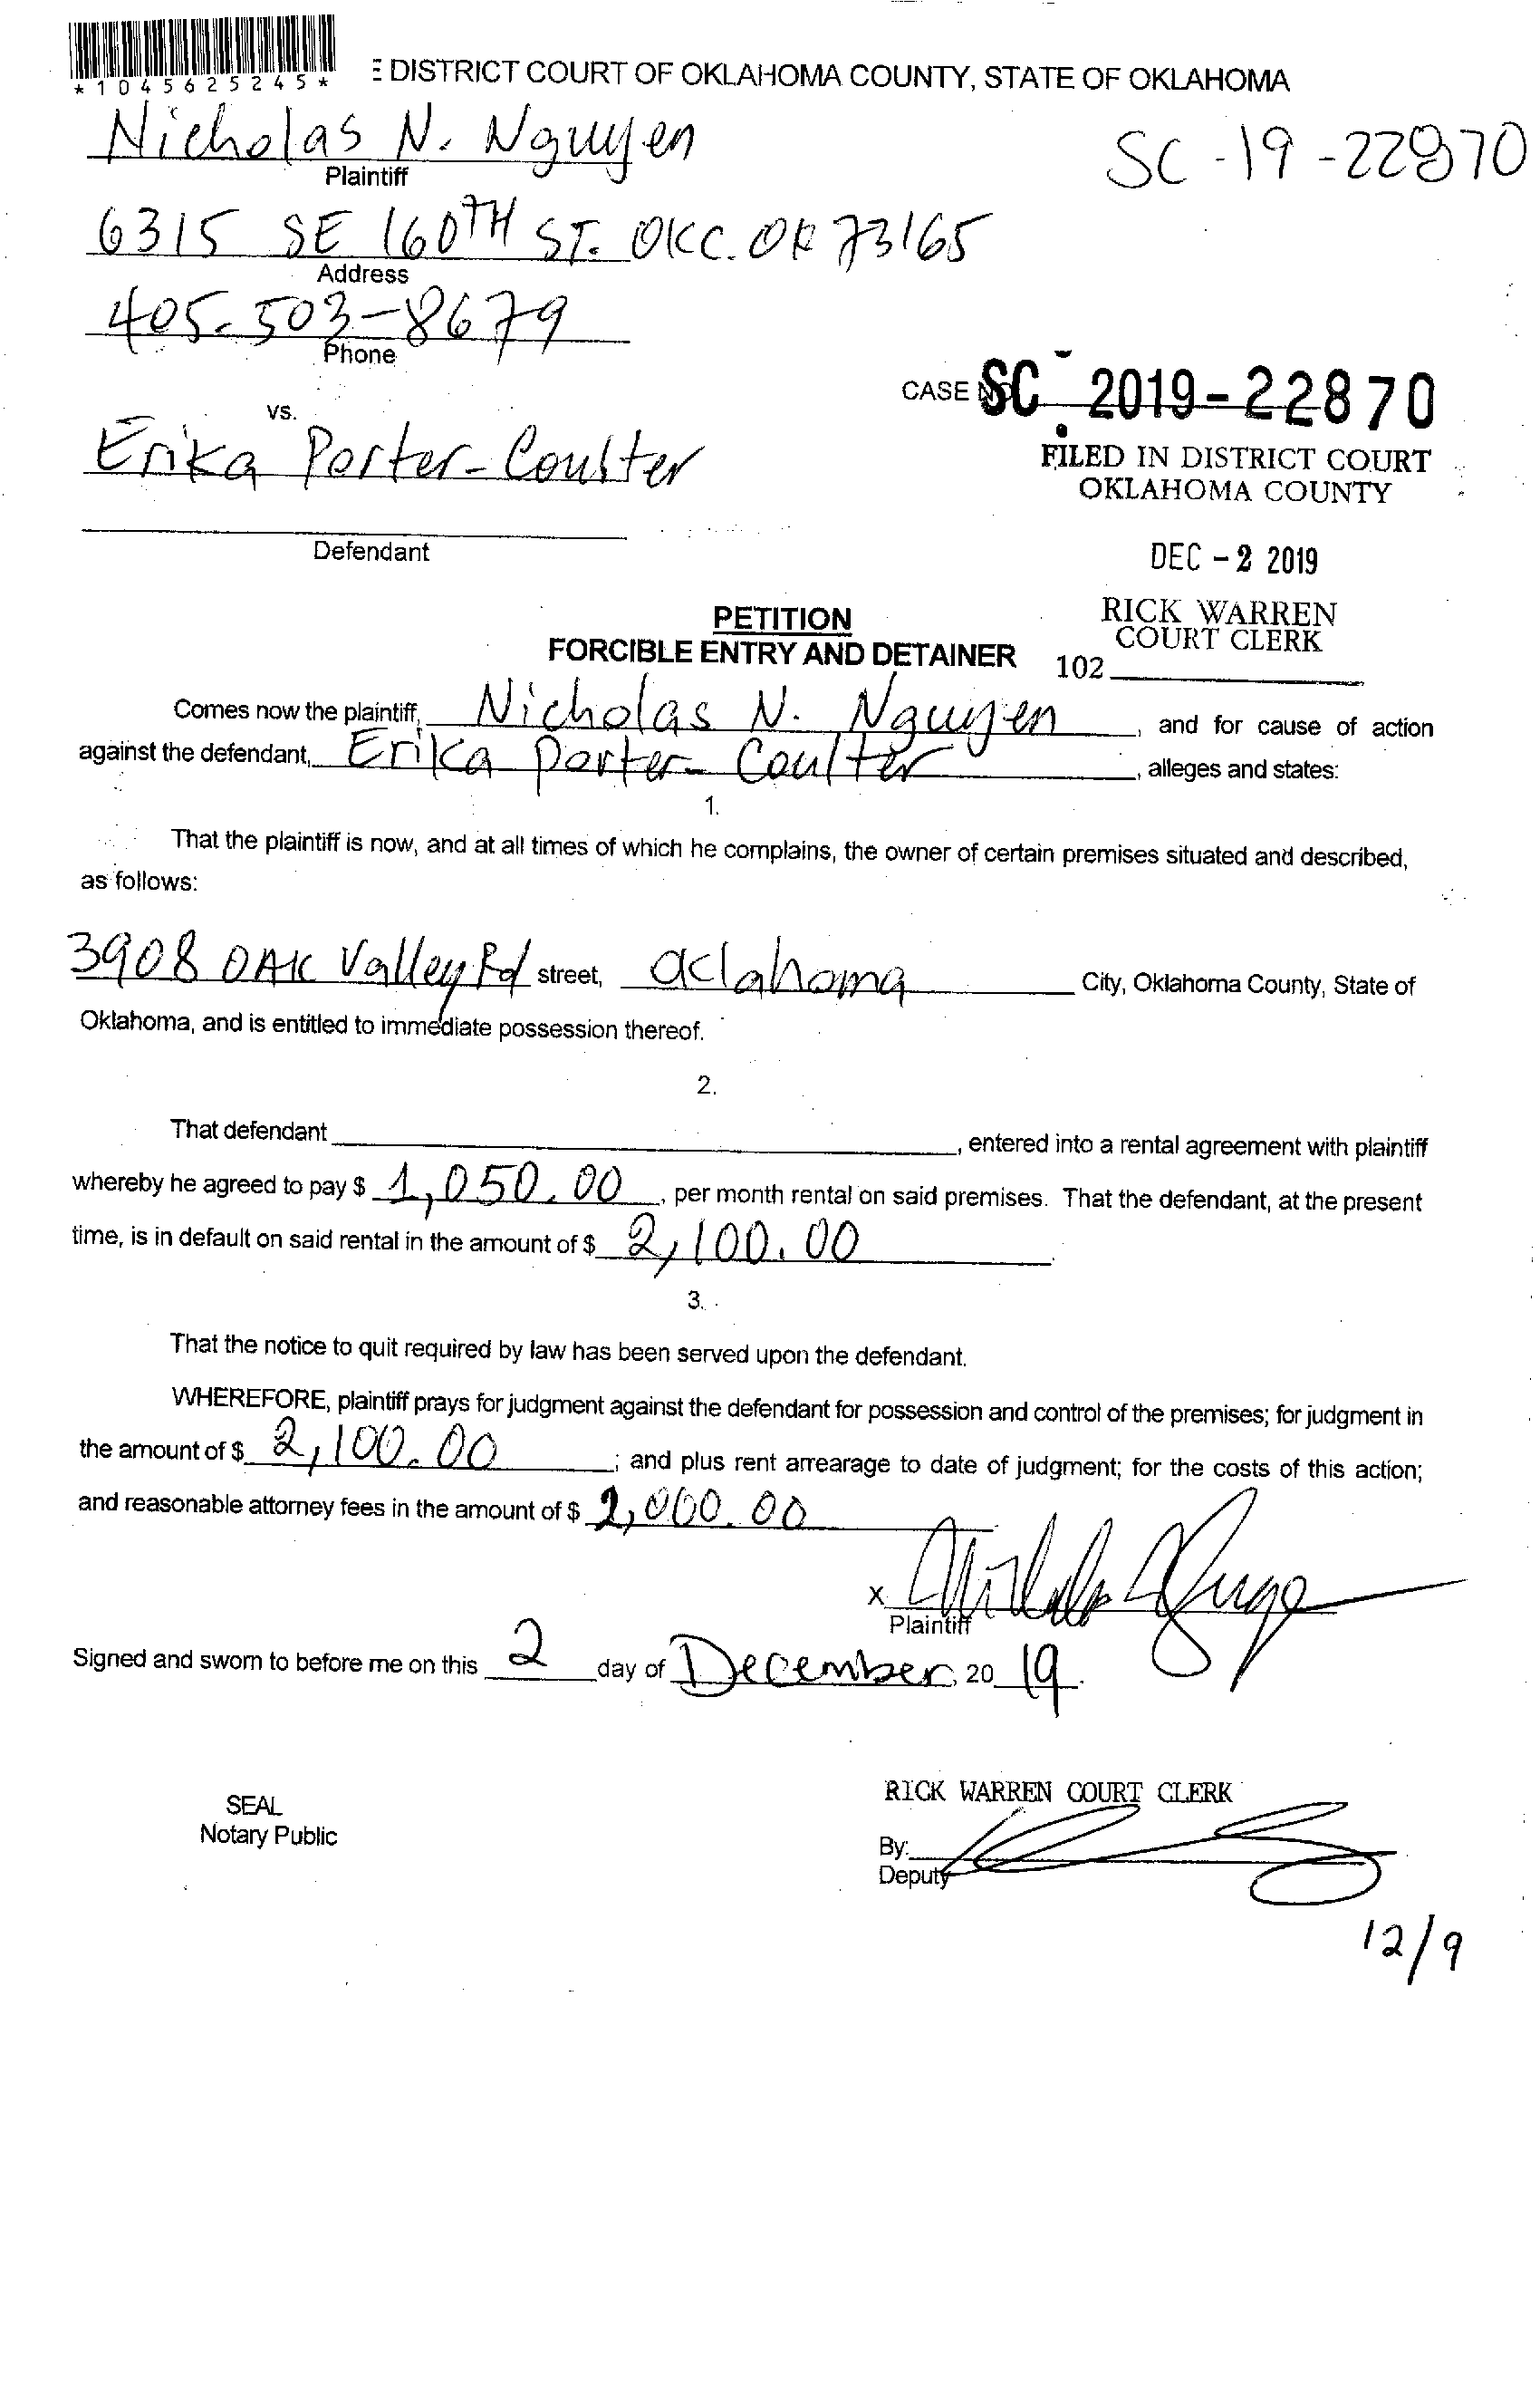 *1045625245*
E DISTRICT COURT OF OKLAHOMA COUNTY, STATE OF OKLAHOMA
Nicholas N. Nguyen
SC-19-22870
Plaintiff
6315 SE 160TH ST. OKC. OK 73165
Address
405-503-8679
Phone
CASE NO. SC-2019-22870
vs.
Erika Porter-Coulter
FILED IN DISTRICT COURT
OKLAHOMA COUNTY
Defendant
DEC -2 2019
PETITION
RICK WARREN
COURT CLERK
FORCIBLE ENTRY AND DETAINER
102
Comes now the plaintiff, Nicholas N. Nguyen, and for cause of action
against the defendant, Erika Porter-Coulter, alleges and states:
1.
That the plaintiff is now, and at all times of which he complains, the owner of certain premises situated and described,
as follows:
3908 OAK Valley Rd street, oclahoma City, Oklahoma County, State of
Oklahoma, and is entitled to immediate possession thereof.
2.
That defendant , entered into a rental agreement with plaintiff
whereby he agreed to pay $ 1,050.00, per month rental on said premises. That the defendant, at the present
time, is in default on said rental in the amount of $ 2,100.00.
3.
That the notice to quit required by law has been served upon the defendant.
WHEREFORE, plaintiff prays for judgment against the defendant for possession and control of the premises; for judgment in
the amount of $ 2,100.00; and plus rent arrearage to date of judgment; for the costs of this action;
and reasonable attorney fees in the amount of $ 2,000.00
X
Plaintiff
Signed and sworn to before me on this 2 day of December, 20 19.
RICK WARREN COURT CLERK
SEAL
Notary Public
By:
Deputy
12/9